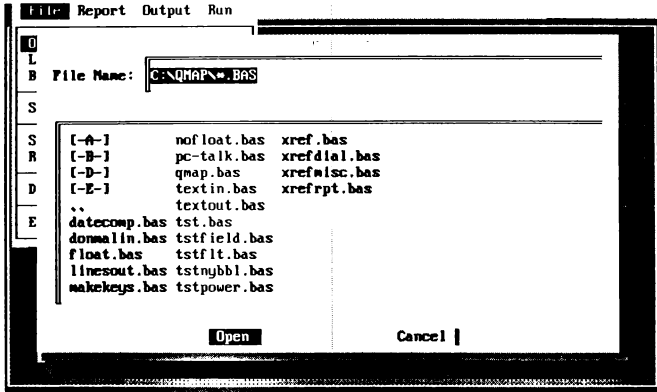 File Report Output Run
O
L
B
File Name: C:\QMAP\*.BAS
S
S
R
D
E
[-A-] nofloat.bas xref.bas
[-B-] pc-talk.bas xrefdial.bas
[-D-] qmap.bas xrefmisc.bas
[-E-] textin.bas xrefrpt.bas
.. textout.bas
datecomp.bas tst.bas
donmalin.bas tstfield.bas
float.bas tstflt.bas
linesout.bas tstnybbl.bas
makekeys.bas tstpower.bas
Open Cancel